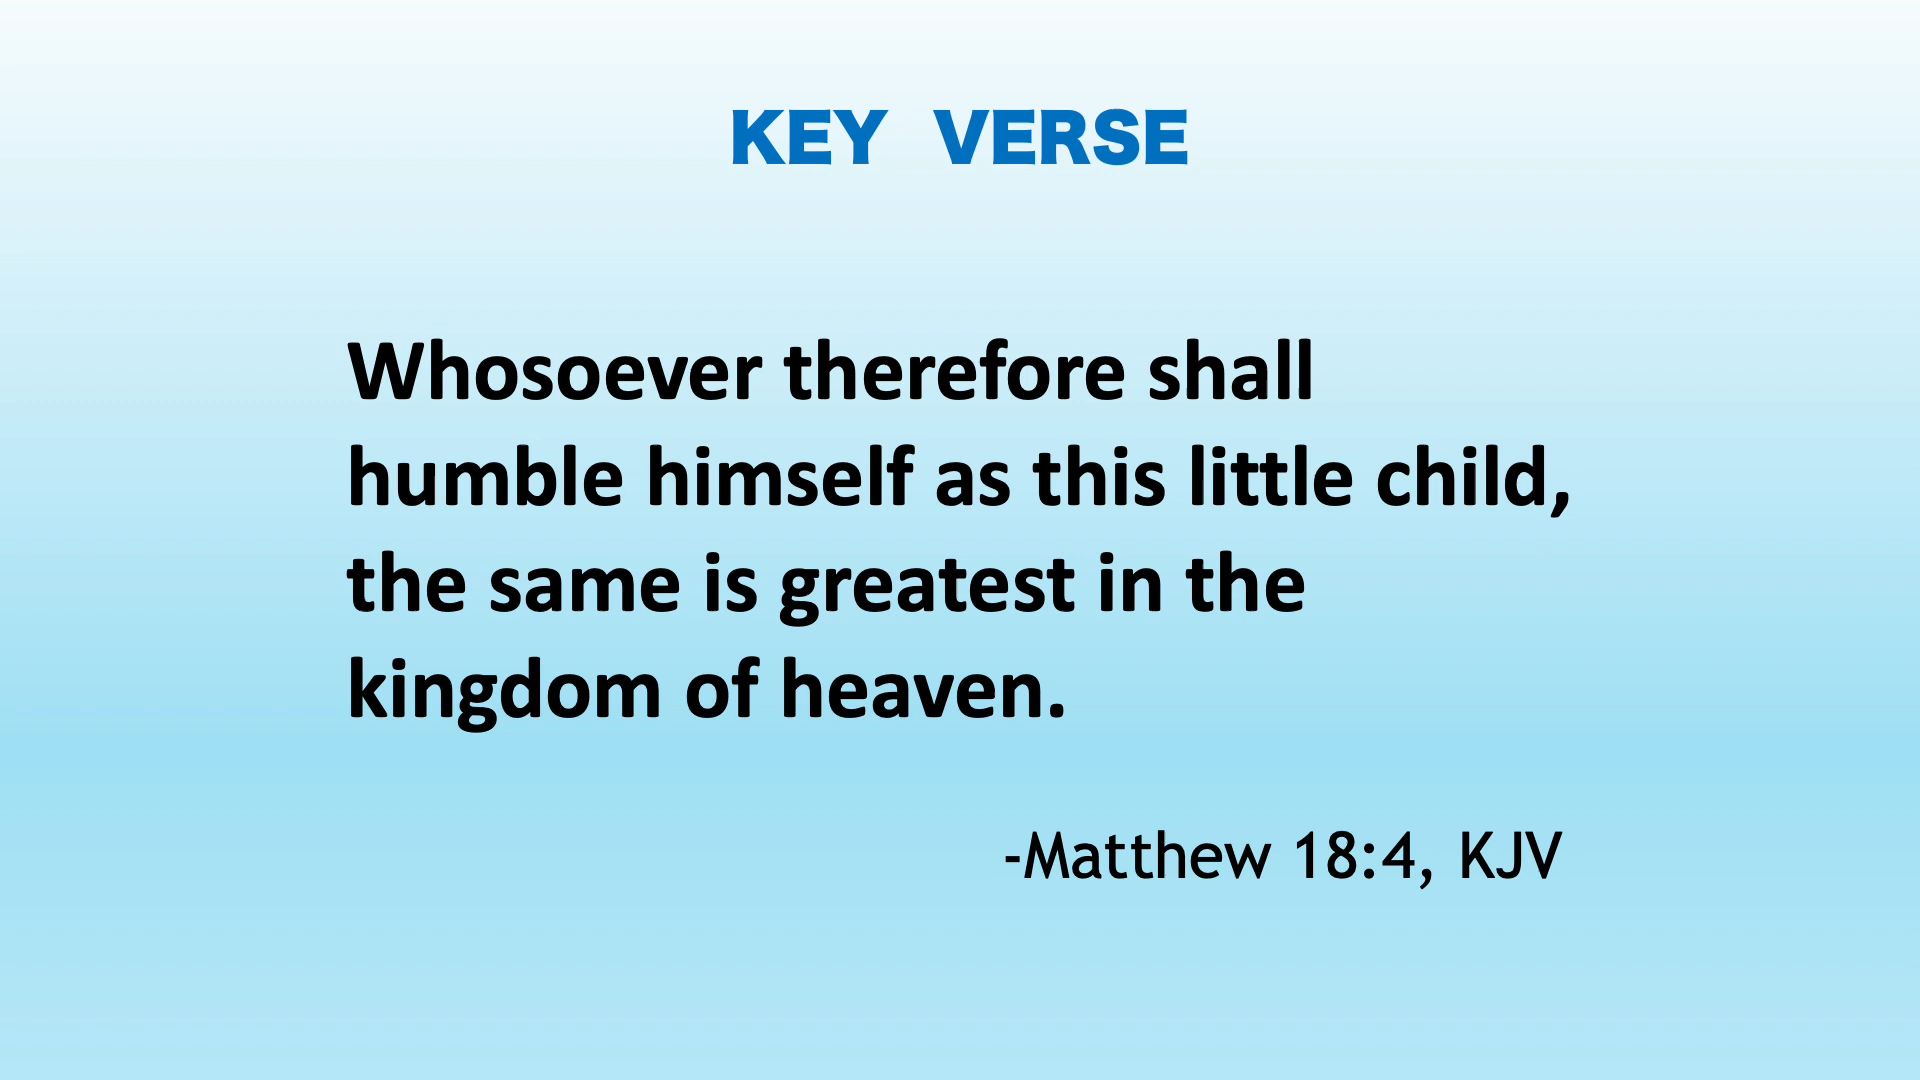 KEY VERSE
Whosoever therefore shall
humble himself as this little child,
the same is greatest in the
kingdom of heaven.
-Matthew 18:4, KJV